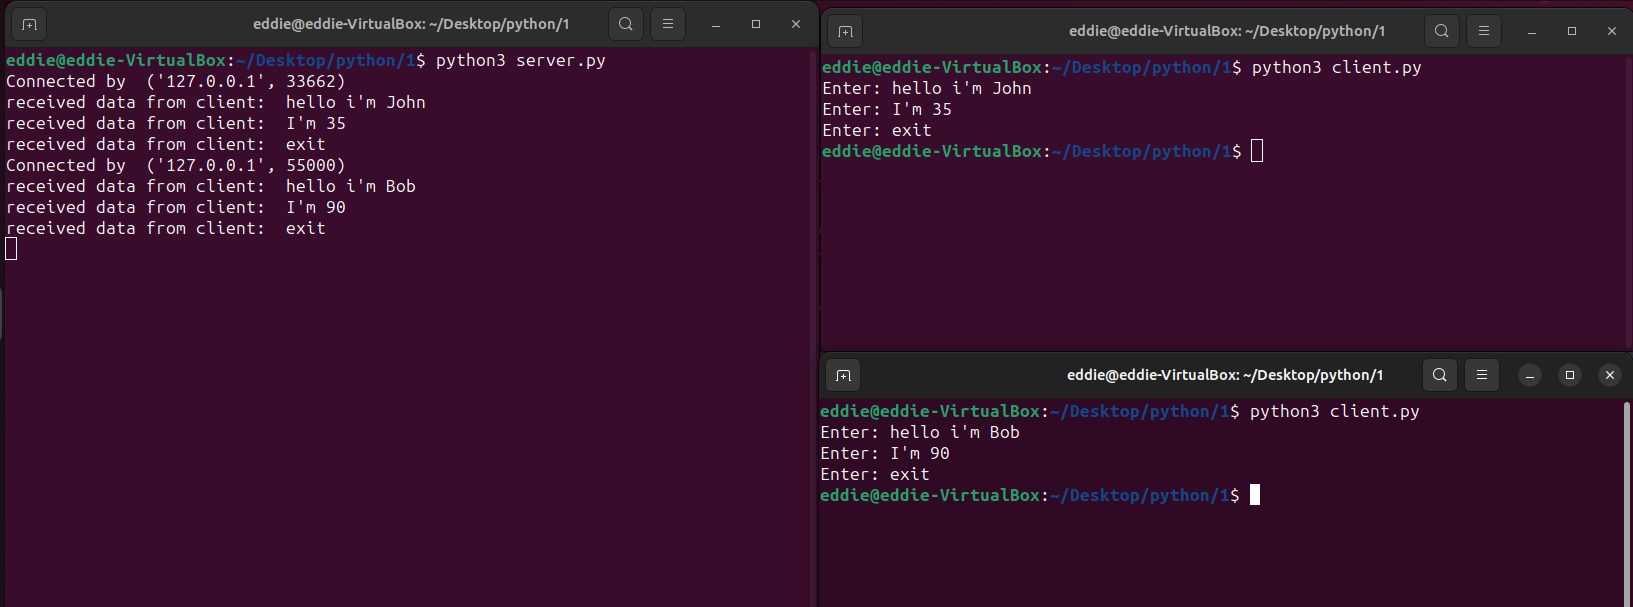 eddie@eddie-VirtualBox: ~/Desktop/python/1
eddie@eddie-VirtualBox:~/Desktop/python/1$ python3 server.py
Connected by  ('127.0.0.1', 33662)
received data from client:  hello i'm John
received data from client:  I'm 35
received data from client:  exit
Connected by  ('127.0.0.1', 55000)
received data from client:  hello i'm Bob
received data from client:  I'm 90
received data from client:  exit
eddie@eddie-VirtualBox: ~/Desktop/python/1
eddie@eddie-VirtualBox:~/Desktop/python/1$ python3 client.py
Enter: hello i'm John
Enter: I'm 35
Enter: exit
eddie@eddie-VirtualBox:~/Desktop/python/1$
eddie@eddie-VirtualBox: ~/Desktop/python/1
eddie@eddie-VirtualBox:~/Desktop/python/1$ python3 client.py
Enter: hello i'm Bob
Enter: I'm 90
Enter: exit
eddie@eddie-VirtualBox:~/Desktop/python/1$